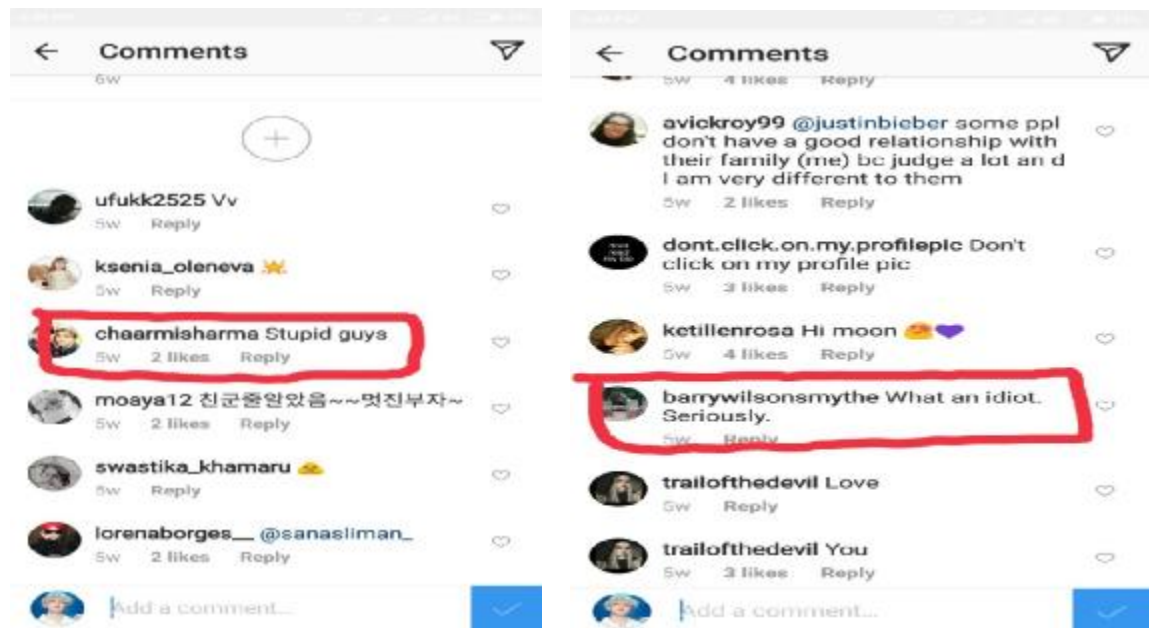 Comments
6w
ufukk2525 Vv
5w Reply
ksenia_oleneva
5w Reply
chaarmisharma Stupid guys
5w 2 likes Reply
moaya12 친군줄알았음~~멋진부자~
5w 2 likes Reply
swastika_khamaru
5w Reply
lorenaborges__ @sanasliman_
5w 2 likes Reply
Add a comment...
Comments
5w 4 likes Reply
avickroy99 @justinbieber some ppl
don't have a good relationship with
their family (me) bc judge a lot an d
I am very different to them
5w 2 likes Reply
dont.click.on.my.profilepic Don't
click on my profile pic
5w 3 likes Reply
ketillenrosa Hi moon
5w 4 likes Reply
barrywilsonsmythe What an idiot.
Seriously.
5w Reply
trailofthedevil Love
5w Reply
trailofthedevil You
5w 3 likes Reply
Add a comment...